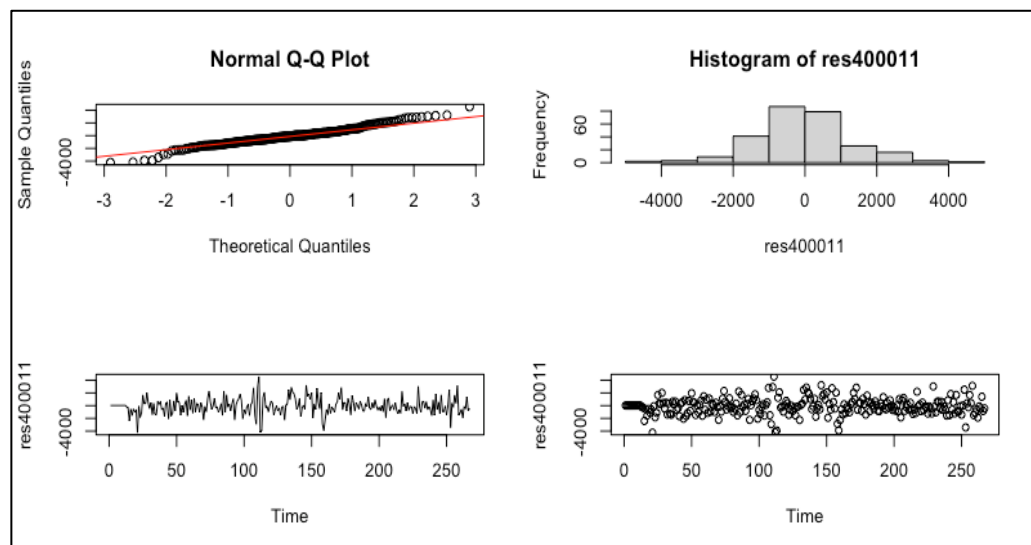 Normal Q-Q Plot
Sample Quantiles
-4000
-3 -2 -1 0 1 2 3
Theoretical Quantiles
Histogram of res400011
Frequency
0 60
-4000 -2000 0 2000 4000
res400011
res400011
-4000
0 50 100 150 200 250
Time
res400011
-4000
0 50 100 150 200 250
Time